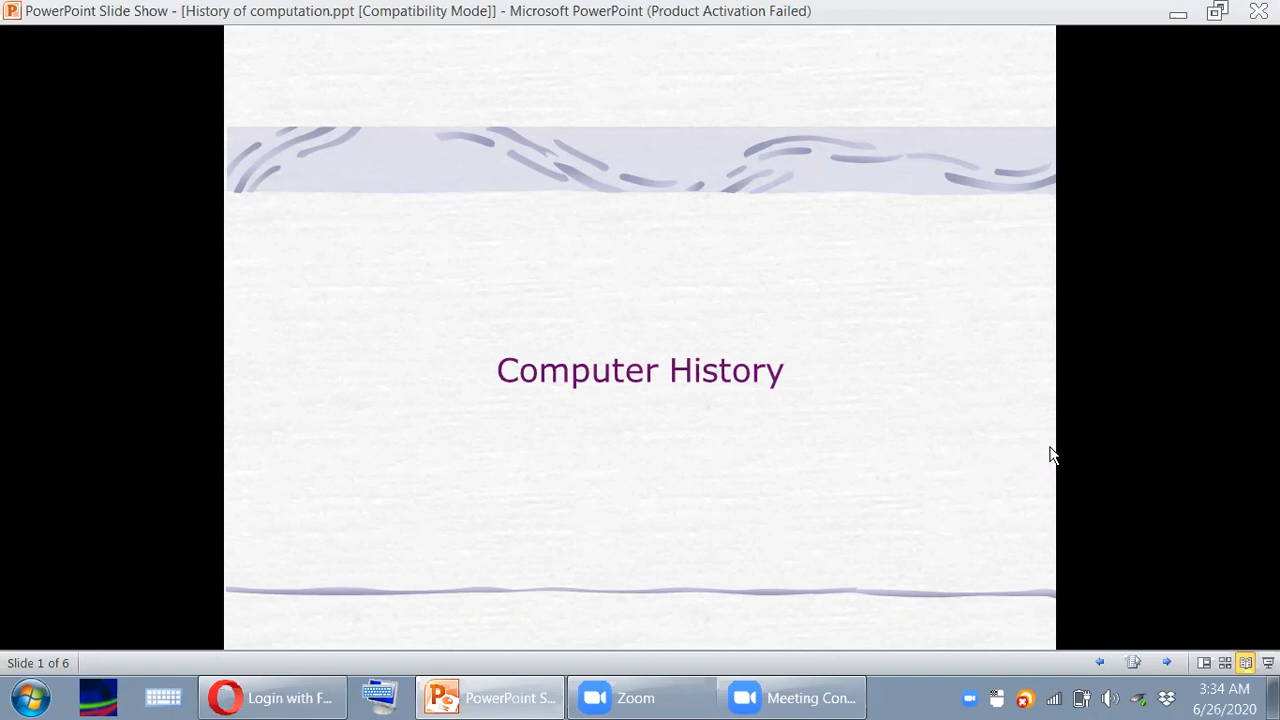 PowerPoint Slide Show - [History of computation.ppt [Compatibility Mode]] - Microsoft PowerPoint (Product Activation Failed)
Computer History
Slide 1 of 6
Login with F...
PowerPoint S...
Zoom
Meeting Con...
3:34 AM
6/26/2020